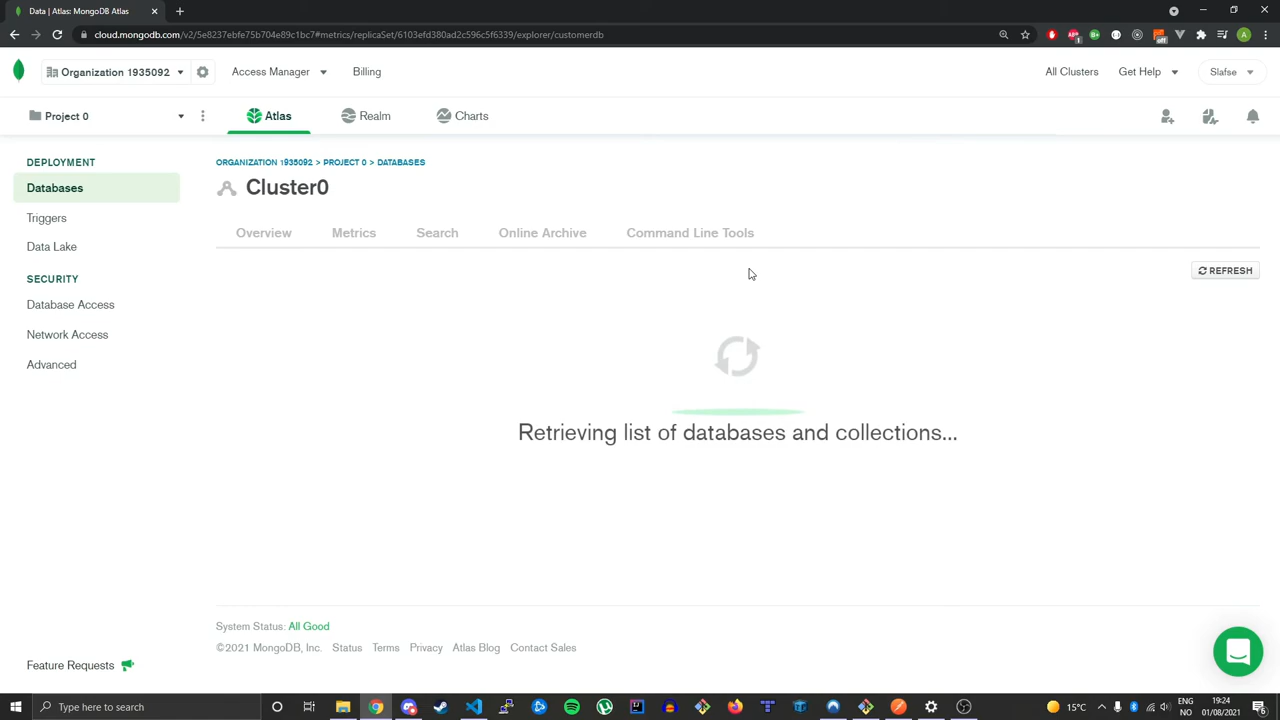 Data | Atlas: MongoDB Atlas
cloud.mongodb.com/v2/5e8237ebfe75b704e89c1bc7#metrics/replicaSet/6103efd380ad2c596c5f6339/explorer/customerdb
Organization 1935092
Access Manager
Billing
All Clusters
Get Help
Slafse
Project 0
Atlas
Realm
Charts
DEPLOYMENT
Databases
Triggers
Data Lake
SECURITY
Database Access
Network Access
Advanced
Feature Requests
ORGANIZATION 1935092 > PROJECT 0 > DATABASES
Cluster0
Overview
Metrics
Search
Online Archive
Command Line Tools
REFRESH
Retrieving list of databases and collections...
System Status: All Good
©2021 MongoDB, Inc.
Status
Terms
Privacy
Atlas Blog
Contact Sales
Type here to search
15°C
ENG
NO
19:24
01/08/2021